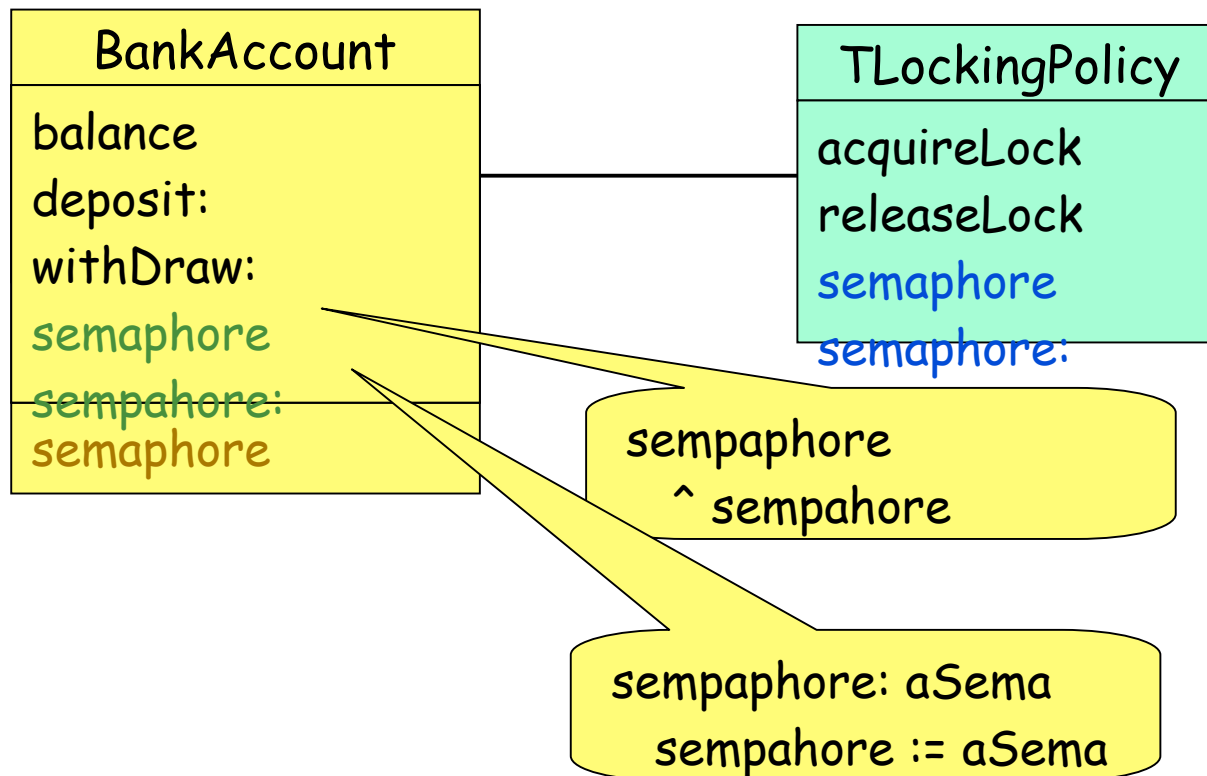 BankAccount
balance
deposit:
withDraw:
semaphore
sempahore:
semaphore
TLockingPolicy
acquireLock
releaseLock
semaphore
semaphore:
sempaphore
^ sempahore
sempaphore: aSema
sempahore := aSema